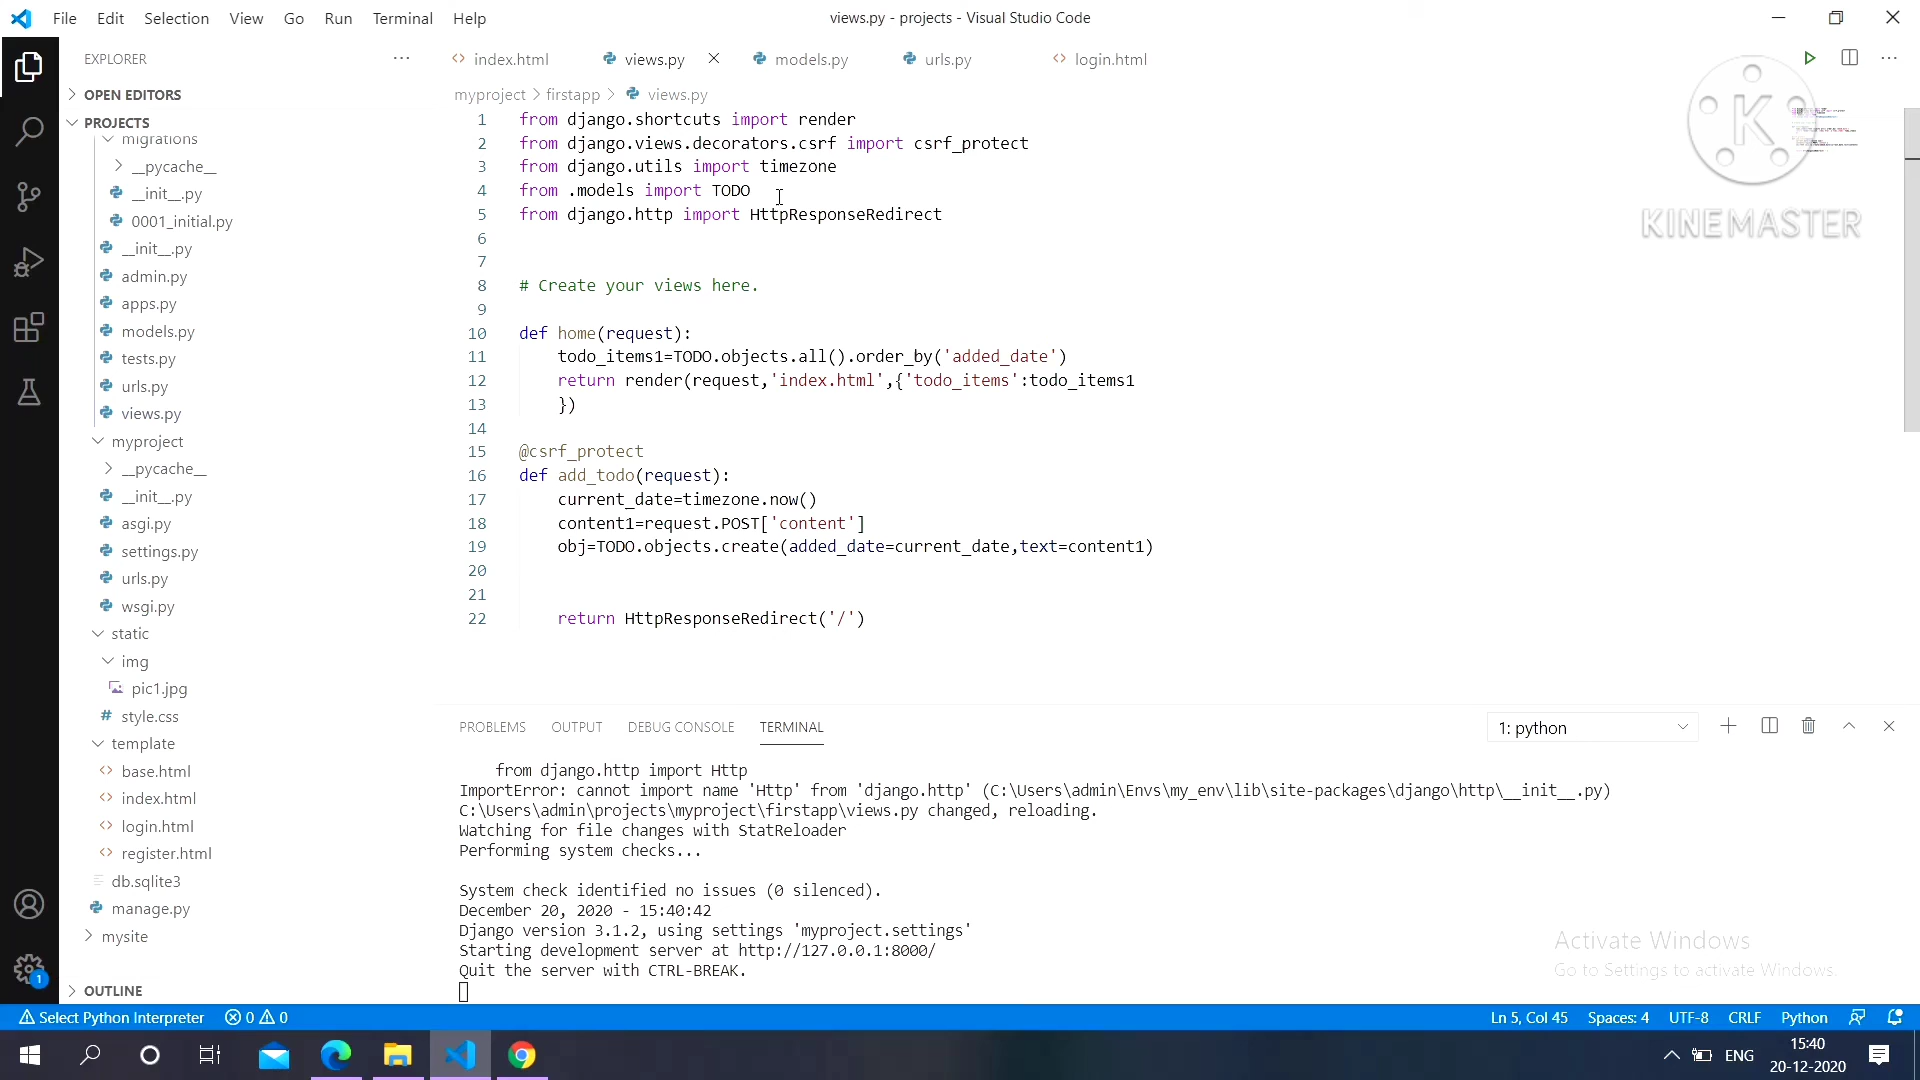 File Edit Selection View Go Run Terminal Help
views.py - projects - Visual Studio Code
EXPLORER
OPEN EDITORS
PROJECTS
migrations
__pycache__
__init__.py
0001_initial.py
__init__.py
admin.py
apps.py
models.py
tests.py
urls.py
views.py
myproject
__pycache__
__init__.py
asgi.py
settings.py
urls.py
wsgi.py
static
img
pic1.jpg
style.css
template
base.html
index.html
login.html
register.html
db.sqlite3
manage.py
mysite
OUTLINE
index.html views.py models.py urls.py login.html
myproject > firstapp > views.py
1 from django.shortcuts import render
2 from django.views.decorators.csrf import csrf_protect
3 from django.utils import timezone
4 from .models import TODO
5 from django.http import HttpResponseRedirect
6
7
8 # Create your views here.
9
10 def home(request):
11 todo_items1=TODO.objects.all().order_by('added_date')
12 return render(request,'index.html',{'todo_items':todo_items1
13 })
14
15 @csrf_protect
16 def add_todo(request):
17 current_date=timezone.now()
18 content1=request.POST['content']
19 obj=TODO.objects.create(added_date=current_date,text=content1)
20
21
22 return HttpResponseRedirect('/')
K
KINEMASTER
PROBLEMS OUTPUT DEBUG CONSOLE TERMINAL
1: python
from django.http import Http
ImportError: cannot import name 'Http' from 'django.http' (C:\Users\admin\Envs\my_env\lib\site-packages\django\http\__init__.py)
C:\Users\admin\projects\myproject\firstapp\views.py changed, reloading.
Watching for file changes with StatReloader
Performing system checks...
System check identified no issues (0 silenced).
December 20, 2020 - 15:40:42
Django version 3.1.2, using settings 'myproject.settings'
Starting development server at http://127.0.0.1:8000/
Quit the server with CTRL-BREAK.
Activate Windows
Go to Settings to activate Windows.
1
Select Python Interpreter 0 0
Ln 5, Col 45 Spaces: 4 UTF-8 CRLF Python
ENG
15:40
20-12-2020